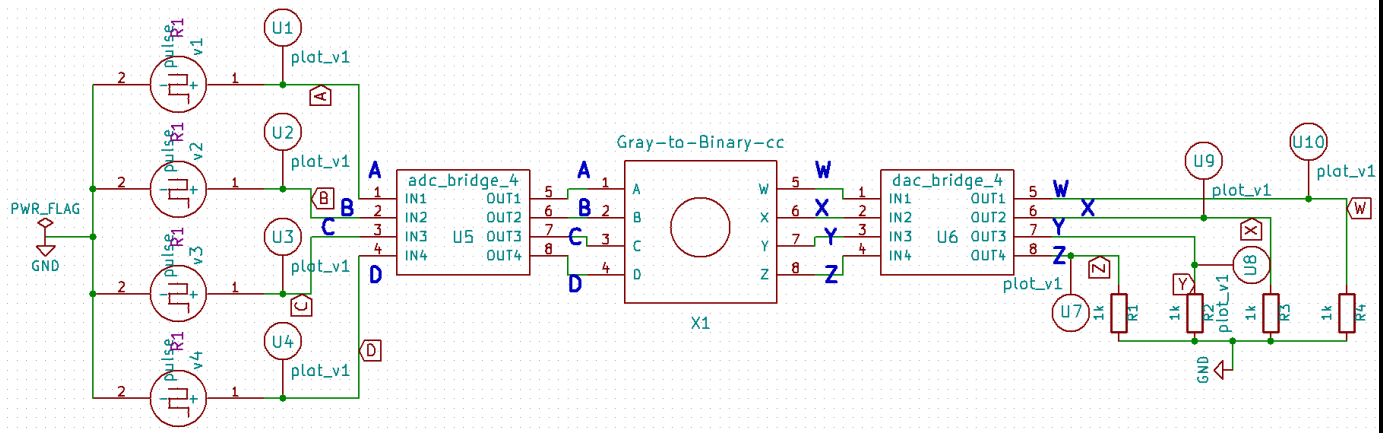 R1
pulse
v1
2
1
U1
plot_v1
A
R1
pulse
v2
2
1
U2
plot_v1
B
PWR_FLAG
GND
R1
pulse
v3
2
1
U3
plot_v1
C
R1
pulse
v4
2
1
U4
plot_v1
D
A
B
C
D
adc_bridge_4
1 IN1 OUT1 5
2 IN2 OUT2 6
3 IN3 U5 OUT3 7
4 IN4 OUT4 8
A
B
C
D
Gray-to-Binary-cc
1 A W 5
2 B X 6
3 C Y 7
4 D Z 8
X1
W
X
Y
Z
dac_bridge_4
1 IN1 OUT1 5
2 IN2 OUT2 6
3 IN3 U6 OUT3 7
4 IN4 OUT4 8
W
X
Y
Z
U9
plot_v1
U10
plot_v1
W
X
U8
plot_v1
Y
Z
plot_v1
U7
1k
R1
1k
R2
1k
R3
1k
R4
GND